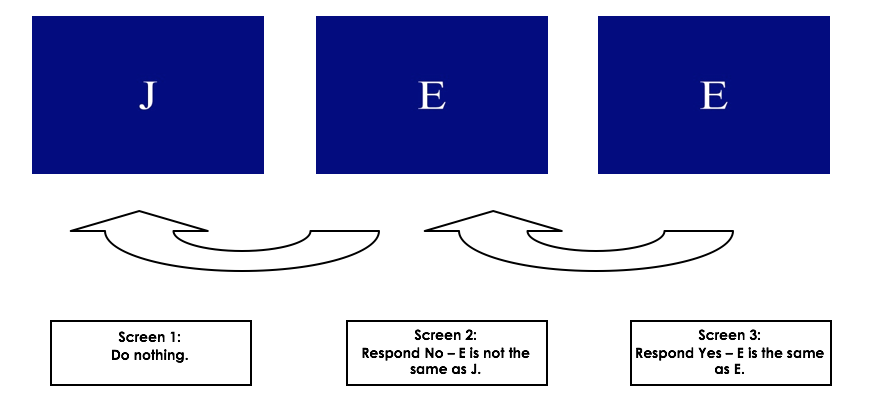 J
E
E
Screen 1:
Do nothing.
Screen 2:
Respond No – E is not the
same as J.
Screen 3:
Respond Yes – E is the same
as E.